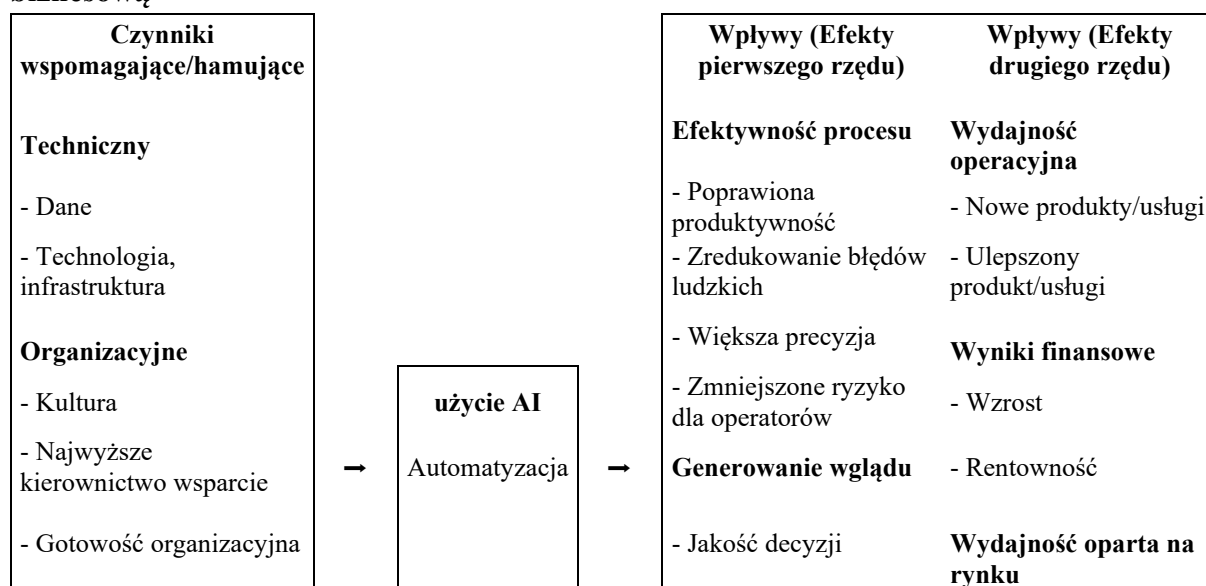 Czynniki
wspomagające/hamujące
Techniczny
- Dane
- Technologia,
infrastruktura
Organizacyjne
- Kultura
- Najwyższe
kierownictwo wsparcie
- Gotowość organizacyjna
→
użycie AI
Automatyzacja
→
Wpływy (Efekty
pierwszego rzędu)
Efektywność procesu
- Poprawiona
produktywność
- Zredukowanie błędów
ludzkich
- Większa precyzja
- Zmniejszone ryzyko
dla operatorów
Generowanie wglądu
- Jakość decyzji
Wpływy (Efekty
drugiego rzędu)
Wydajność
operacyjna
- Nowe produkty/usługi
- Ulepszony
produkt/usługi
Wyniki finansowe
- Wzrost
- Rentowność
Wydajność oparta na
rynku